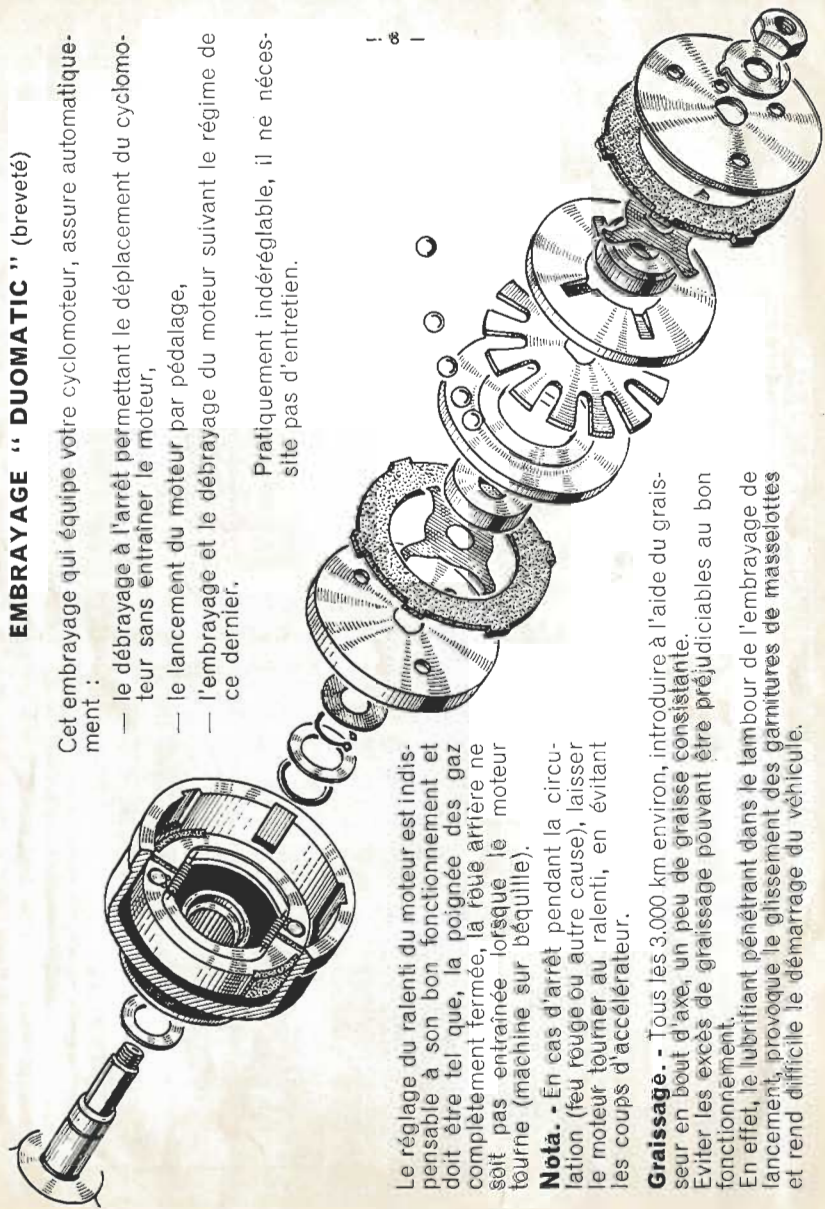 EMBRAYAGE “ DUOMATIC ” (breveté)
Cet embrayage qui équipe votre cyclomoteur, assure automatique-
ment :
— le débrayage à l'arrêt permettant le déplacement du cyclomo-
teur sans entraîner le moteur,
— le lancement du moteur par pédalage,
— l'embrayage et le débrayage du moteur suivant le régime de
ce dernier.
Pratiquement indéréglable, il ne néces-
site pas d'entretien.
Le réglage du ralenti du moteur est indis-
pensable à son bon fonctionnement et
doit être tel que, la poignée des gaz
complètement fermée, la roue arrière ne
soit pas entraînée lorsque le moteur
tourne (machine sur béquille).
Nota. - En cas d'arrêt pendant la circu-
lation (feu rouge ou autre cause), laisser
le moteur tourner au ralenti, en évitant
les coups d'accélérateur.
Graissage. - Tous les 3.000 km environ, introduire à l'aide du grais-
seur en bout d'axe, un peu de graisse consistante.
Eviter les excès de graissage pouvant être préjudiciables au bon
fonctionnement.
En effet, le lubrifiant pénétrant dans le tambour de l'embrayage de
lancement, provoque le glissement des garnitures de masselottes
et rend difficile le démarrage du véhicule.
8